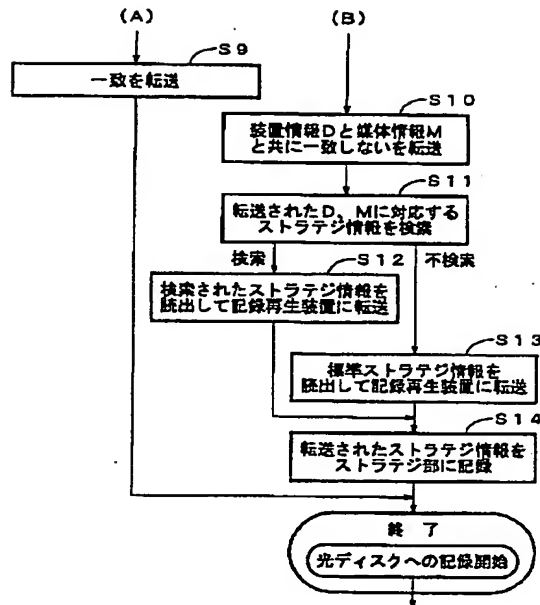 (A)
(B)
S9
一致を転送
S10
装置情報Dと媒体情報M
と共に一致しないを転送
S11
転送されたD、Mに対応する
ストラテジ情報を検索
検索
S12
不検索
検索されたストラテジ情報を
読出して記録再生装置に転送
S13
標準ストラテジ情報を
読出して記録再生装置に転送
S14
転送されたストラテジ情報を
ストラテジ部に記録
終了
光ディスクへの記録開始